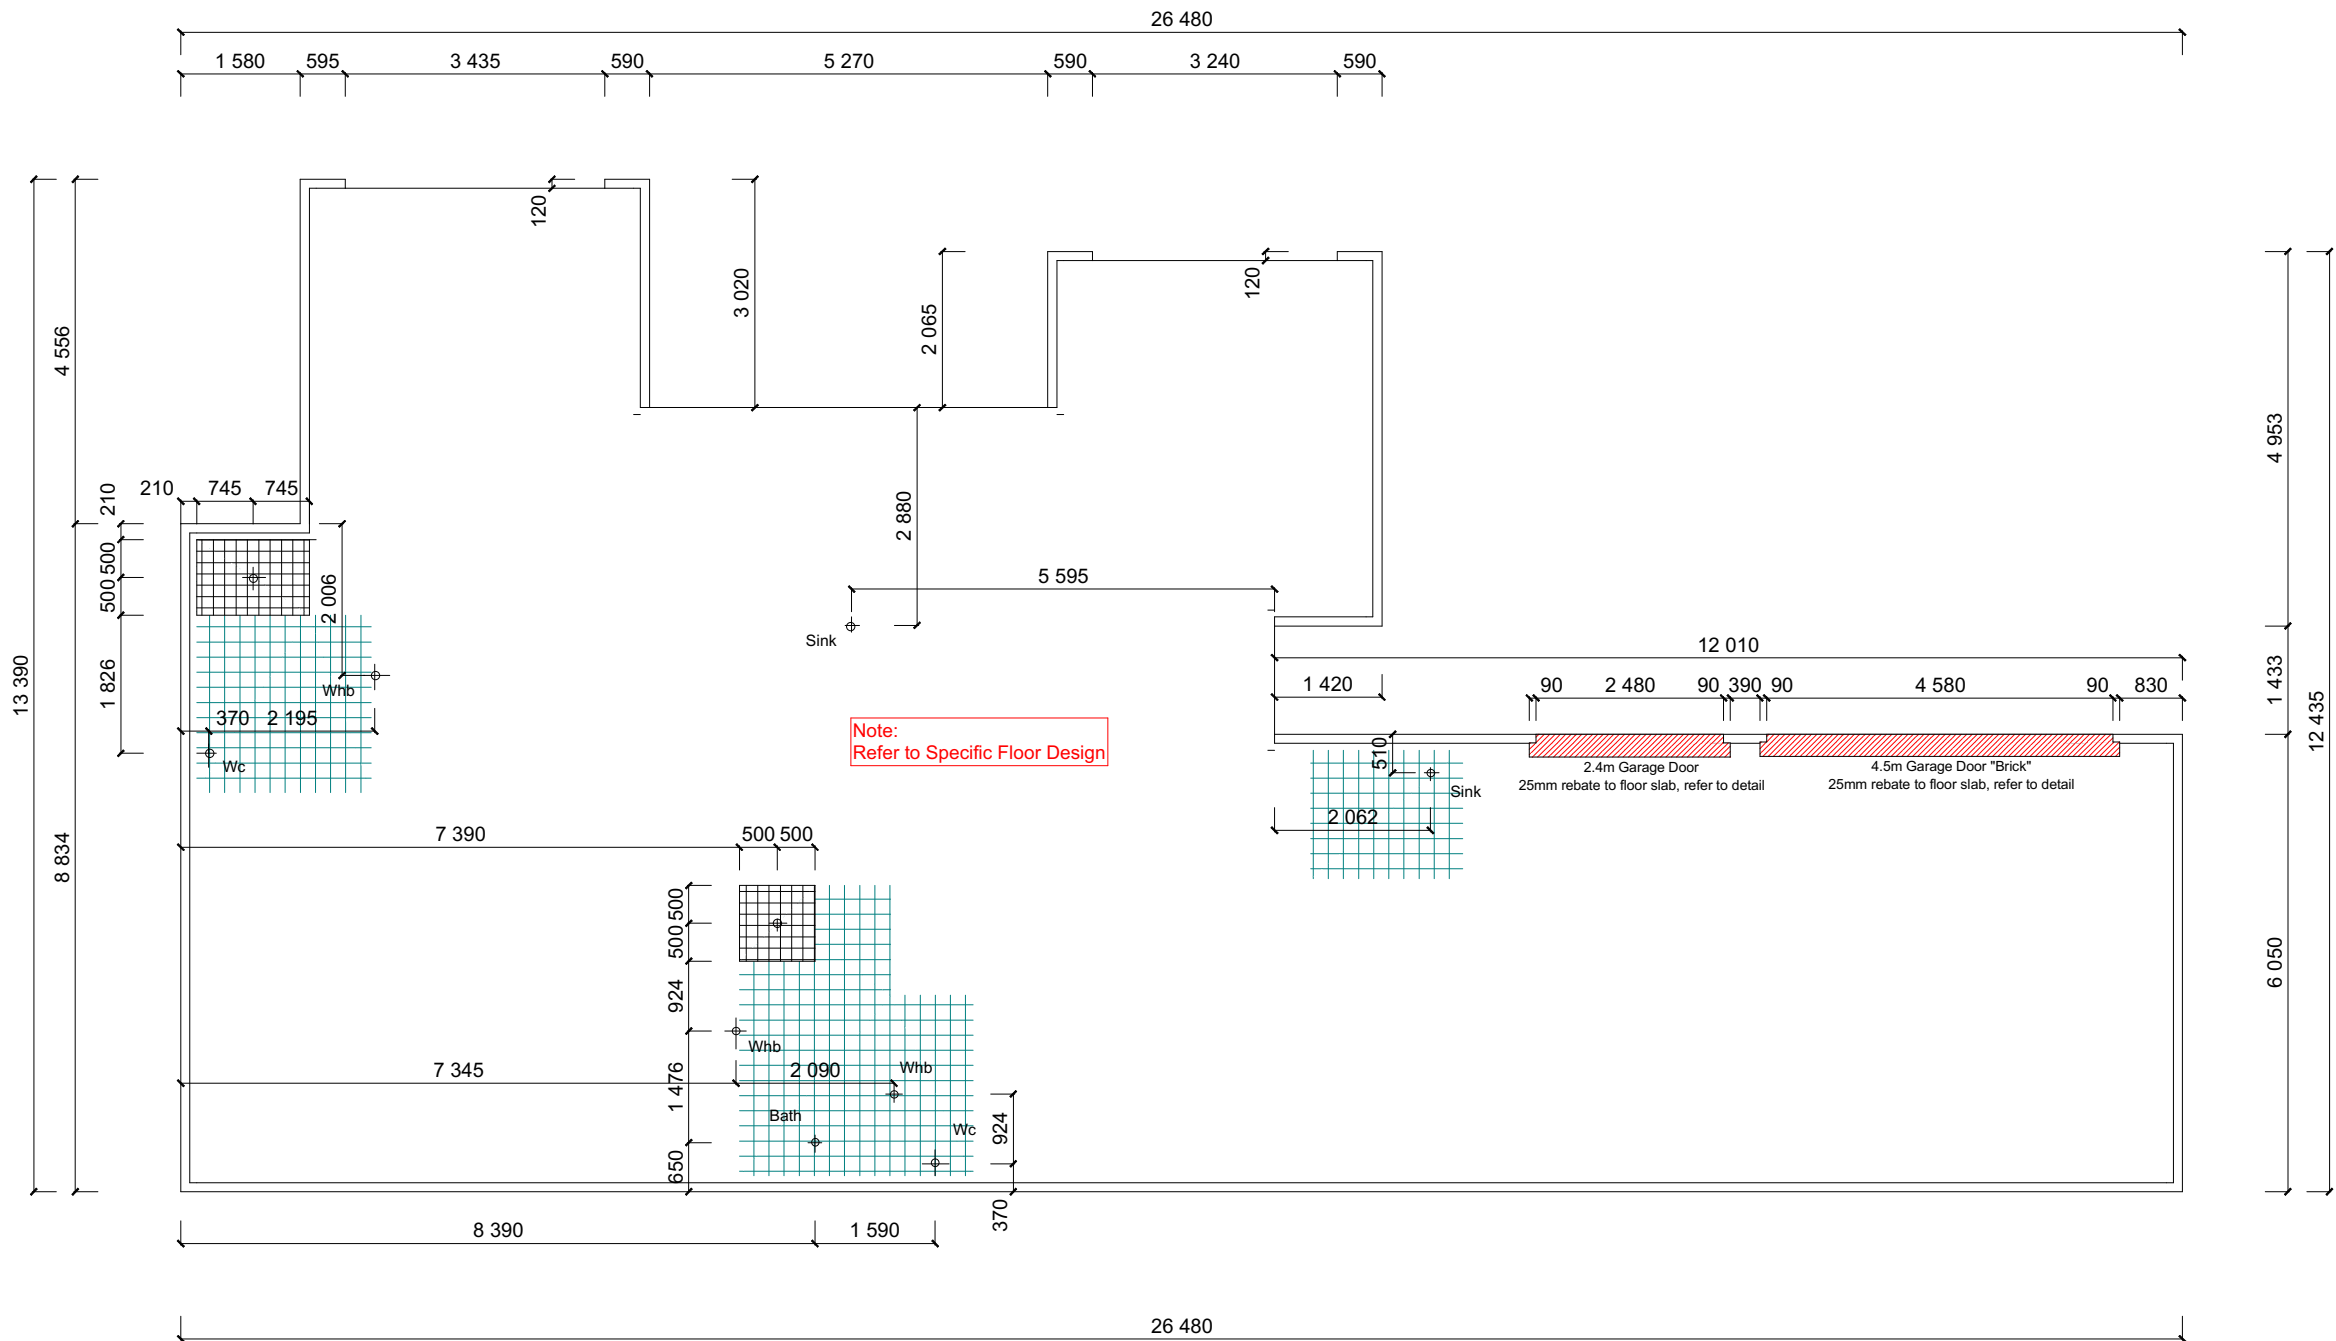 26 480
1 580 595 3 435 590 5 270 590 3 240 590
120
3 020
2 065
120
4 556
4 953
210 745 745
210
500
500
2 006
2 880
5 595
Sink
1 826
13 390
12 010
1 433
12 435
1 420 90 2 480 90 390 90 4 580 90 830
Whb
370 2 195
Wc
Note:
Refer to Specific Floor Design
510
2.4m Garage Door
25mm rebate to floor slab, refer to detail
4.5m Garage Door "Brick"
25mm rebate to floor slab, refer to detail
Sink
2 062
8 834
7 390 500 500
500
500
924
6 050
Whb
Whb
7 345 2 090
1 476
Bath
Wc
924
650
370
8 390 1 590
26 480